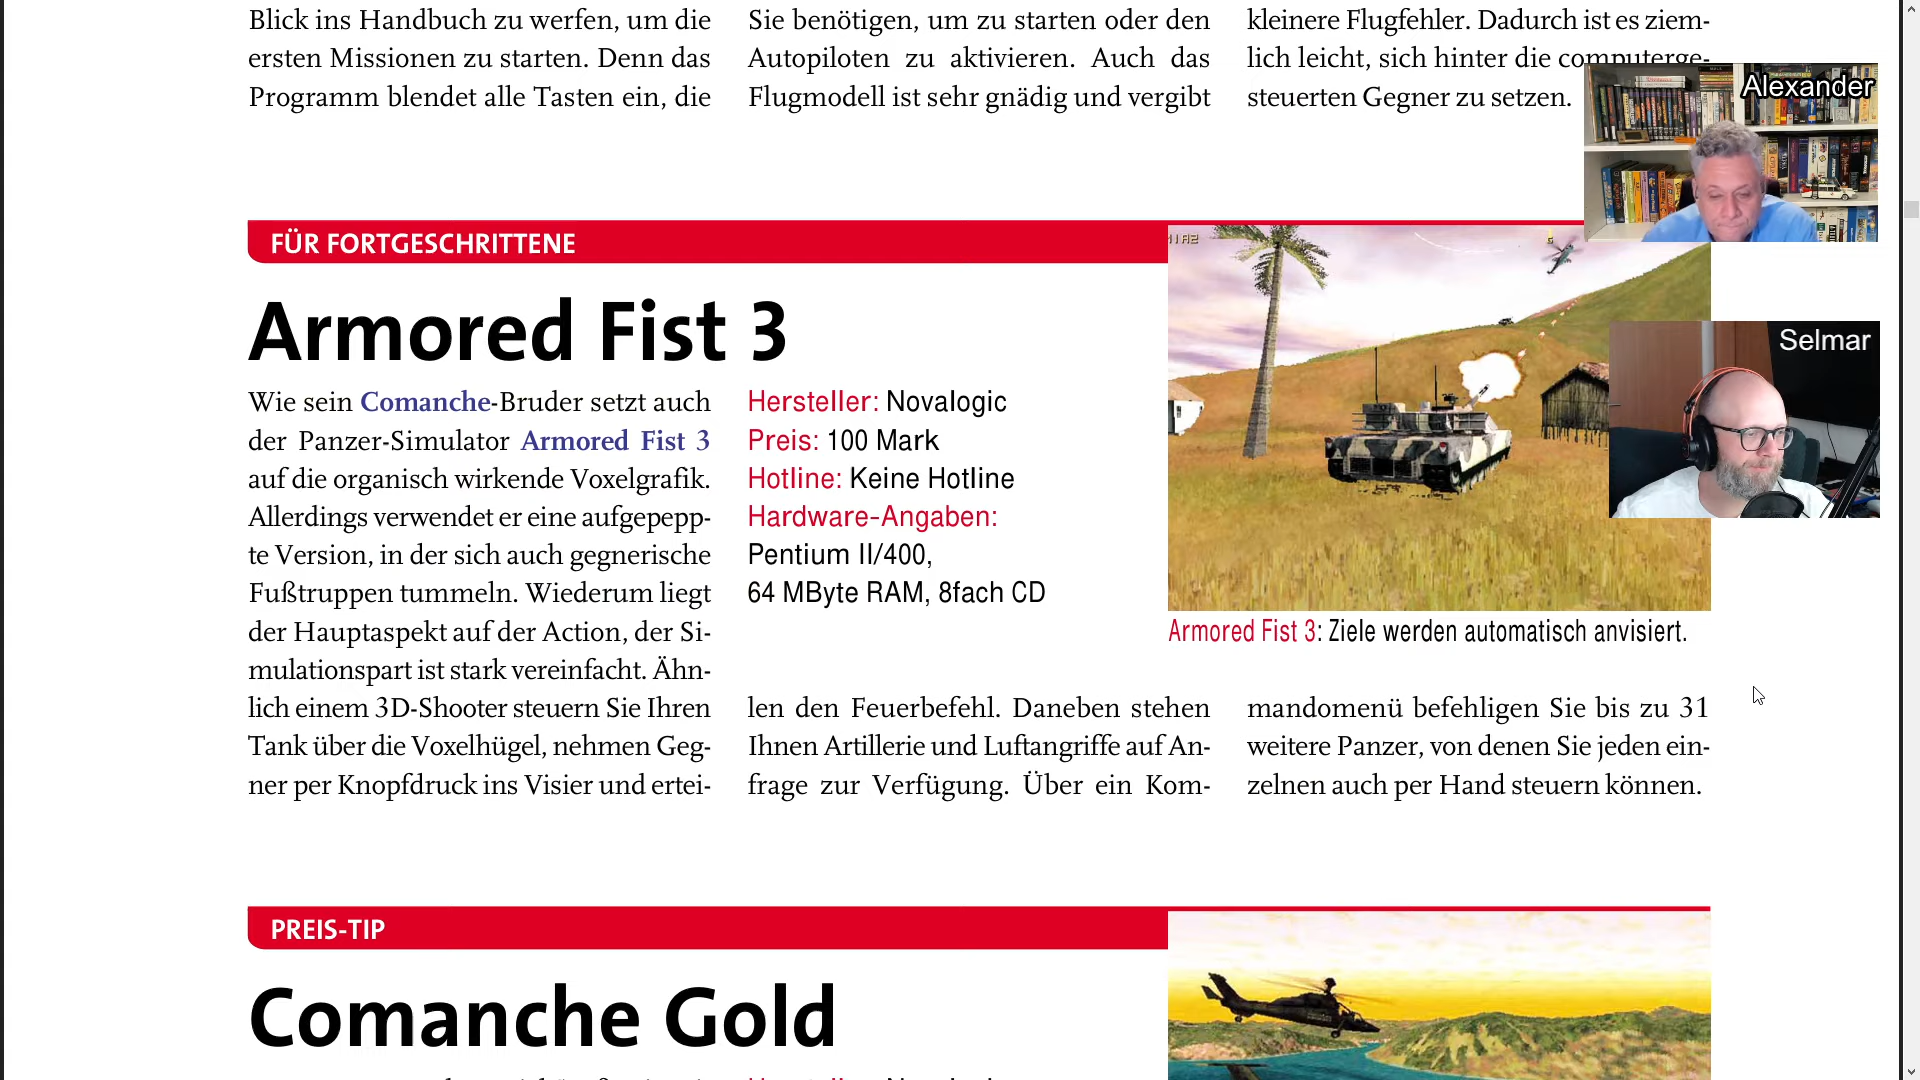 Blick ins Handbuch zu werfen, um die
ersten Missionen zu starten. Denn das
Programm blendet alle Tasten ein, die
Sie benötigen, um zu starten oder den
Autopiloten zu aktivieren. Auch das
Flugmodell ist sehr gnädig und vergibt
kleinere Flugfehler. Dadurch ist es ziem-
lich leicht, sich hinter die computerge-
steuerten Gegner zu setzen.
Alexander
Selmar
FÜR FORTGESCHRITTENE
Armored Fist 3
Wie sein Comanche-Bruder setzt auch
der Panzer-Simulator Armored Fist 3
auf die organisch wirkende Voxelgrafik.
Allerdings verwendet er eine aufgepepp-
te Version, in der sich auch gegnerische
Fußtruppen tummeln. Wiederum liegt
der Hauptaspekt auf der Action, der Si-
mulationspart ist stark vereinfacht. Ähn-
lich einem 3D-Shooter steuern Sie Ihren
Tank über die Voxelhügel, nehmen Geg-
ner per Knopfdruck ins Visier und ertei-
Hersteller: Novalogic
Preis: 100 Mark
Hotline: Keine Hotline
Hardware-Angaben:
Pentium II/400,
64 MByte RAM, 8fach CD
Armored Fist 3: Ziele werden automatisch anvisiert.
len den Feuerbefehl. Daneben stehen
Ihnen Artillerie und Luftangriffe auf An-
frage zur Verfügung. Über ein Kom-
mandomenü befehligen Sie bis zu 31
weitere Panzer, von denen Sie jeden ein-
zelnen auch per Hand steuern können.
PREIS-TIP
Comanche Gold